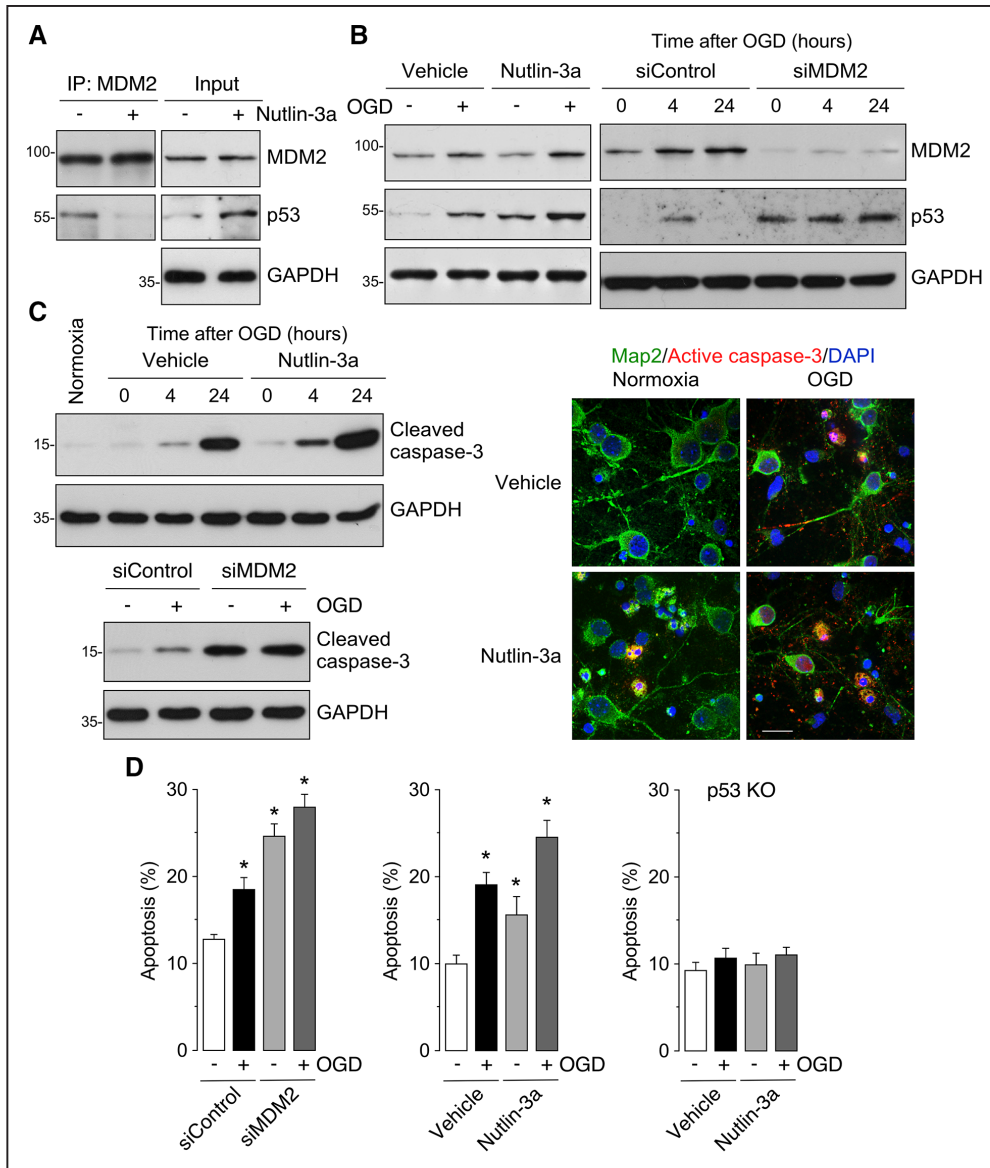 A
IP: MDM2 Input
- + - + Nutlin-3a
100- MDM2
55- p53
35- GAPDH
B
Time after OGD (hours)
Vehicle Nutlin-3a siControl siMDM2
OGD - + - + 0 4 24 0 4 24
100- MDM2
55- p53
35- GAPDH
C
Normoxia
Time after OGD (hours)
Vehicle Nutlin-3a
0 4 24 0 4 24
15- Cleaved
caspase-3
35- GAPDH
siControl siMDM2
- + - + OGD
15- Cleaved
caspase-3
35- GAPDH
Map2/Active caspase-3/DAPI
Normoxia OGD
Vehicle
Nutlin-3a
D
Apoptosis (%)
30
20
10
0
* * *
- + - + OGD
siControl siMDM2
Apoptosis (%)
30
20
10
0
* * *
- + - + OGD
Vehicle Nutlin-3a
p53 KO
Apoptosis (%)
30
20
10
0
- + - + OGD
Vehicle Nutlin-3a